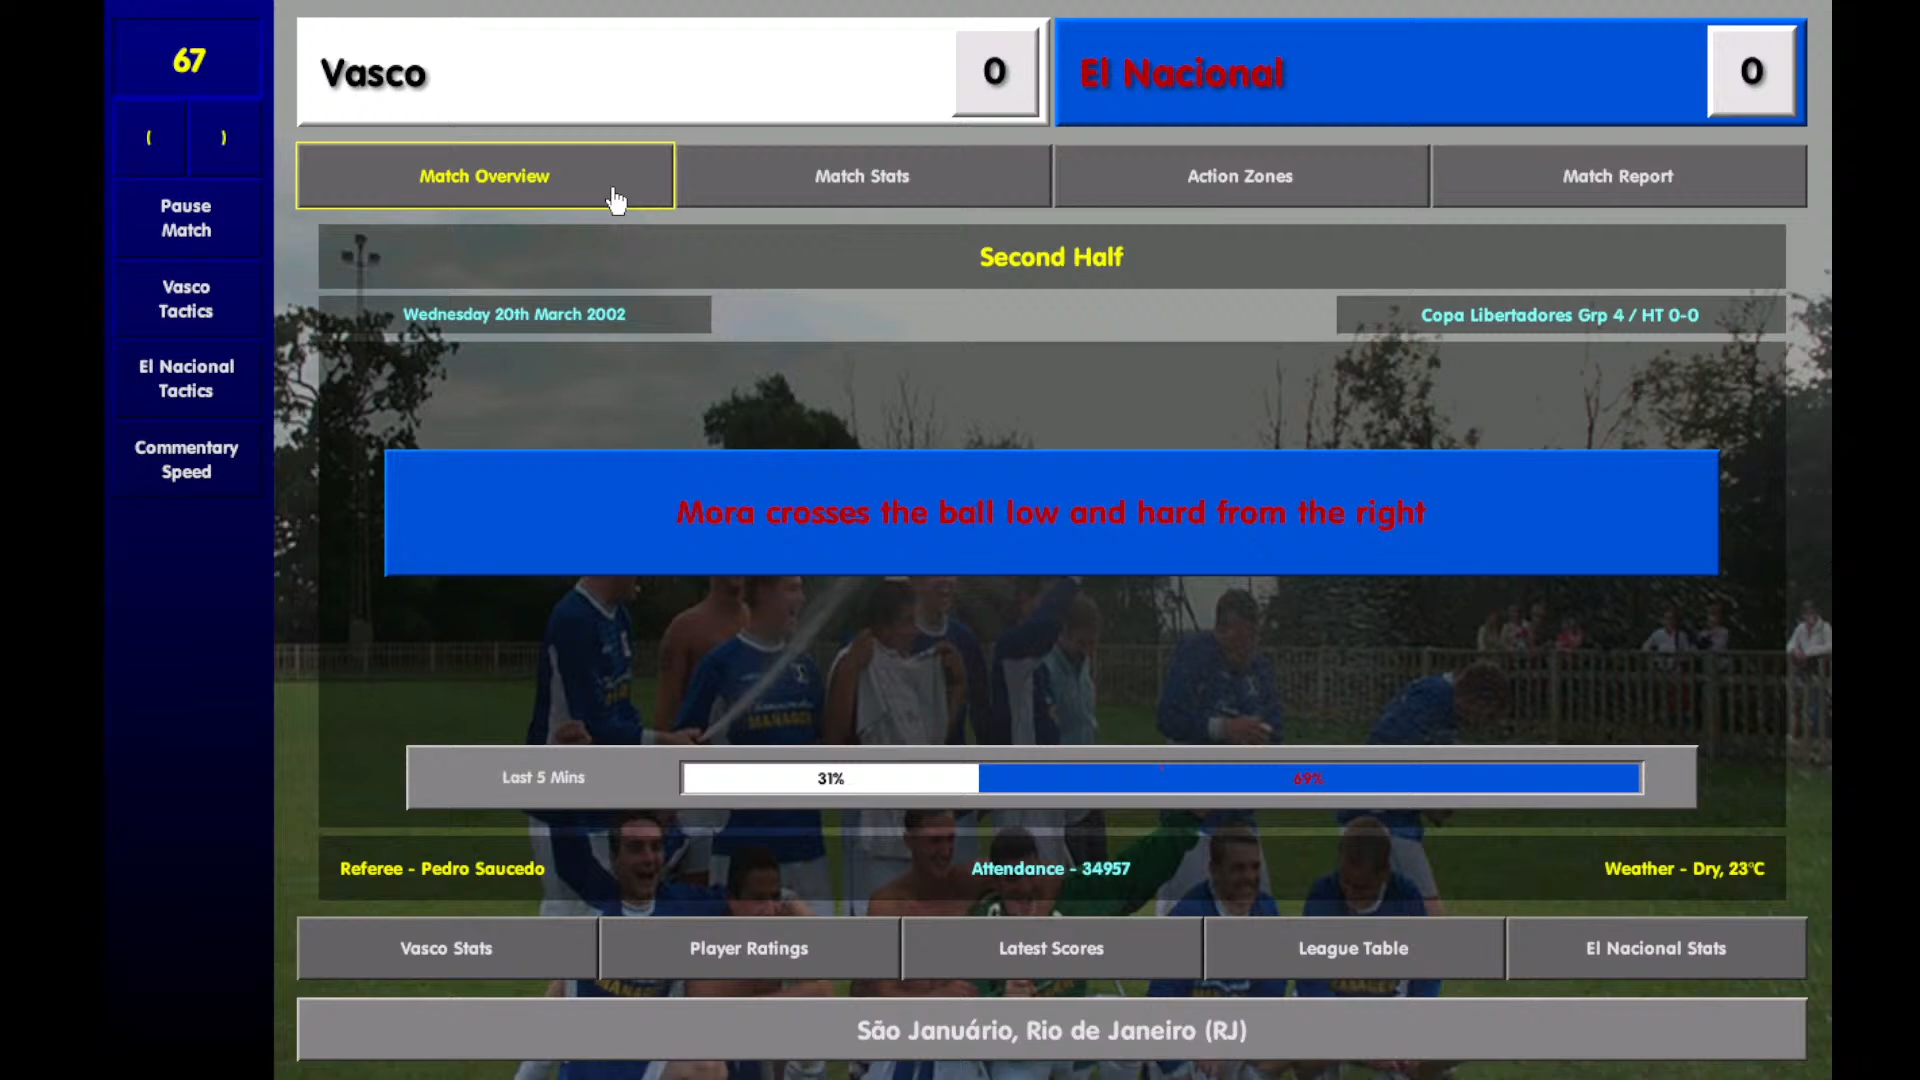 67
Vasco
0
El Nacional
0
( )
Match Overview
Match Stats
Action Zones
Match Report
Pause
Match
Second Half
Vasco
Tactics
Wednesday 20th March 2002
Copa Libertadores Grp 4 / HT 0-0
El Nacional
Tactics
Commentary
Speed
Mora crosses the ball low and hard from the right
MANAGER
MANAGER
Last 5 Mins
31%
69%
Referee - Pedro Saucedo
Attendance - 34957
Weather - Dry, 23°C
Vasco Stats
Player Ratings
Latest Scores
League Table
El Nacional Stats
São Januário, Rio de Janeiro (RJ)